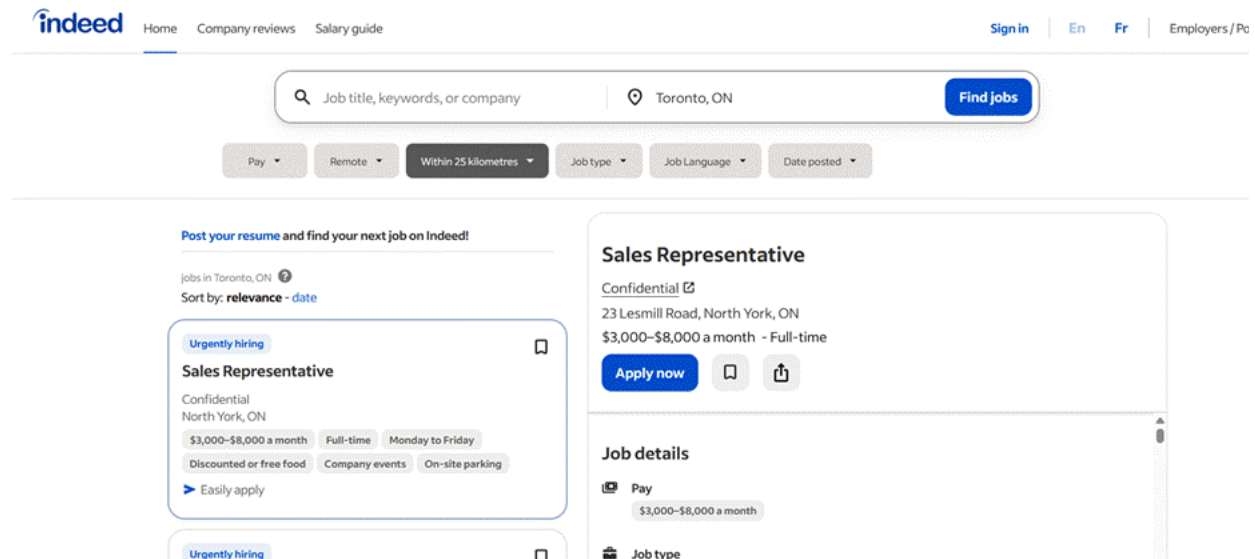 indeed Home Company reviews Salary guide Sign in En Fr Employers / Po
Job title, keywords, or company Toronto, ON Find jobs
Pay Remote Within 25 kilometres Job type Job Language Date posted
Post your resume and find your next job on Indeed!
jobs in Toronto, ON ?
Sort by: relevance - date
Urgently hiring
Sales Representative
Confidential
North York, ON
$3,000–$8,000 a month Full-time Monday to Friday
Discounted or free food Company events On-site parking
Easily apply
Urgently hiring
Sales Representative
Confidential
23 Lesmill Road, North York, ON
$3,000–$8,000 a month - Full-time
Apply now
Job details
Pay
$3,000–$8,000 a month
Job type